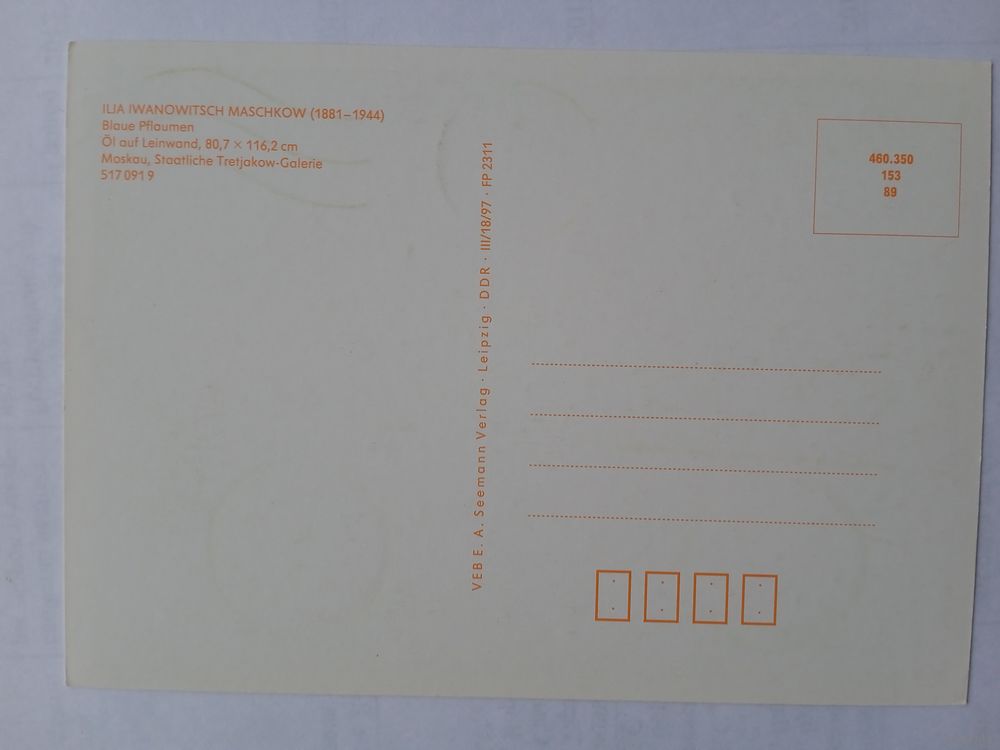 ILJA IWANOWITSCH MASCHKOW (1881–1944)
Blaue Pflaumen
Öl auf Leinwand, 80,7 × 116,2 cm
Moskau, Staatliche Tretjakow-Galerie
517 091 9
VEB E. A. Seemann Verlag · Leipzig · DDR · III/18/97 · FP 2311
460.350
153
89